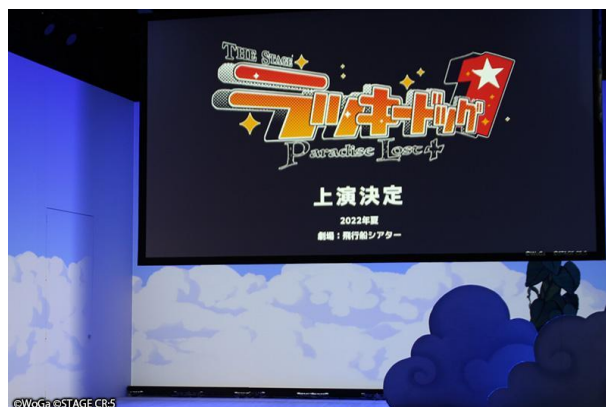 THE STAGE
ラッキードッグ1
Paradise Lost+
上演決定
2022年夏
劇場：飛行船シアター
©WoGa ©STAGE CR:5